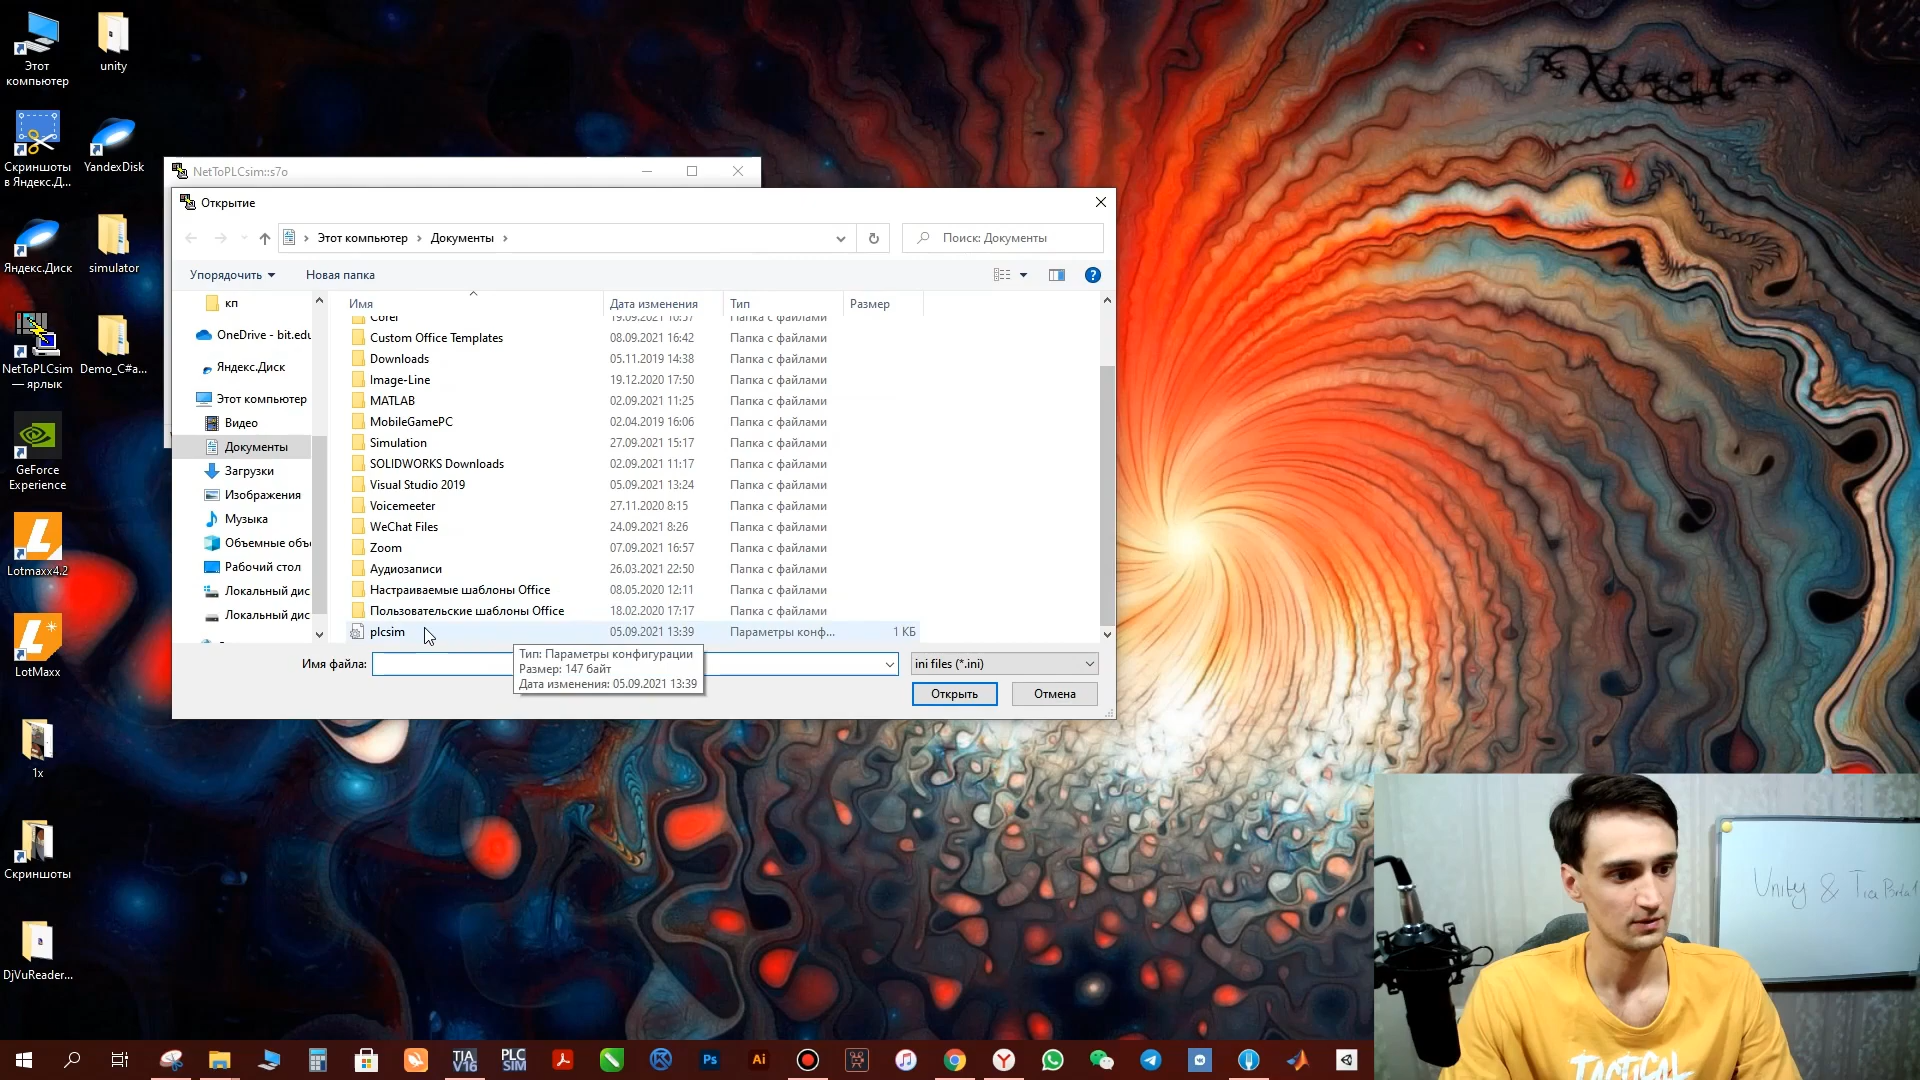 Этот
компьютер
unity
Скриншоты
в Яндекс.Д...
YandexDisk
Яндекс.Диск
simulator
NetToPLCsim
— ярлык
Demo_C#a...
GeForce
Experience
Lotmaxx4.2
LotMaxx
1x
Скриншоты
DjVuReader...
NetToPLCsim::s7o
Открытие
Этот компьютер › Документы ›
Поиск: Документы
Упорядочить
Новая папка
кп
OneDrive - bit.edu
Яндекс.Диск
Этот компьютер
Видео
Документы
Загрузки
Изображения
Музыка
Объемные объ
Рабочий стол
Локальный дис
Локальный дис
Имя Дата изменения Тип Размер
Corel 19.09.2021 10:57 Папка с файлами
Custom Office Templates 08.09.2021 16:42 Папка с файлами
Downloads 05.11.2019 14:38 Папка с файлами
Image-Line 19.12.2020 17:50 Папка с файлами
MATLAB 02.09.2021 11:25 Папка с файлами
MobileGamePC 02.04.2019 16:06 Папка с файлами
Simulation 27.09.2021 15:17 Папка с файлами
SOLIDWORKS Downloads 02.09.2021 11:17 Папка с файлами
Visual Studio 2019 05.09.2021 13:24 Папка с файлами
Voicemeeter 27.11.2020 8:15 Папка с файлами
WeChat Files 24.09.2021 8:26 Папка с файлами
Zoom 07.09.2021 16:57 Папка с файлами
Аудиозаписи 26.03.2021 22:50 Папка с файлами
Настраиваемые шаблоны Office 08.05.2020 12:11 Папка с файлами
Пользовательские шаблоны Office 18.02.2020 17:17 Папка с файлами
plcsim 05.09.2021 13:39 Параметры конф... 1 КБ
Тип: Параметры конфигурации
Размер: 147 байт
Дата изменения: 05.09.2021 13:39
Имя файла:
ini files (*.ini)
Открыть
Отмена
Unity & Tia Portal
TACTICAL
TIA
V16
PLC
SIM
Ps
Ai